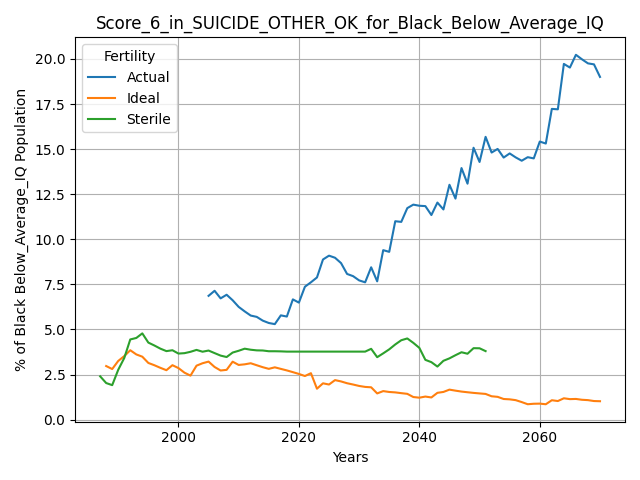 Score_6_in_SUICIDE_OTHER_OK_for_Black_Below_Average_IQ
Fertility
Actual
Ideal
Sterile
% of Black Below_Average_IQ Population
20.0
17.5
15.0
12.5
10.0
7.5
5.0
2.5
0.0
2000
2020
2040
2060
Years